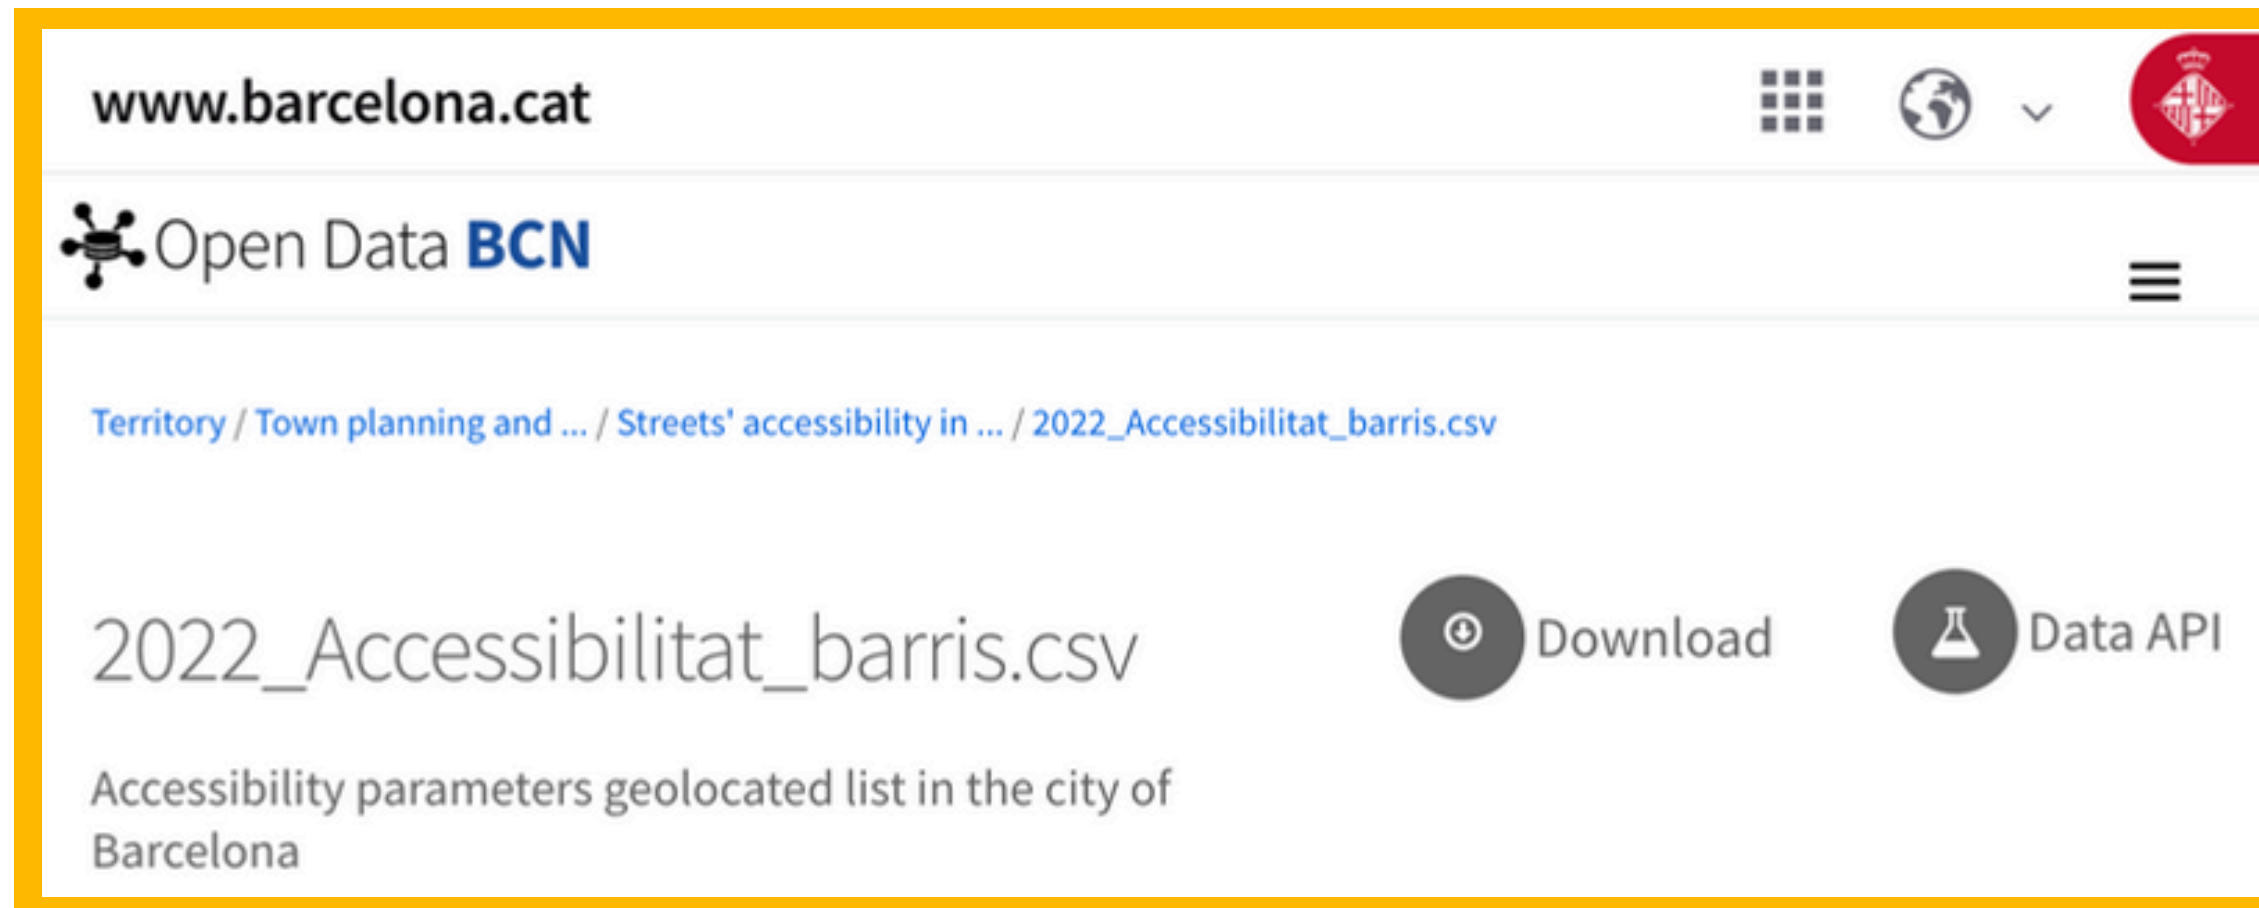 www.barcelona.cat
Open Data BCN
Territory / Town planning and ... / Streets' accessibility in ... / 2022_Accessibilitat_barris.csv
2022_Accessibilitat_barris.csv
Download
Data API
Accessibility parameters geolocated list in the city of
Barcelona